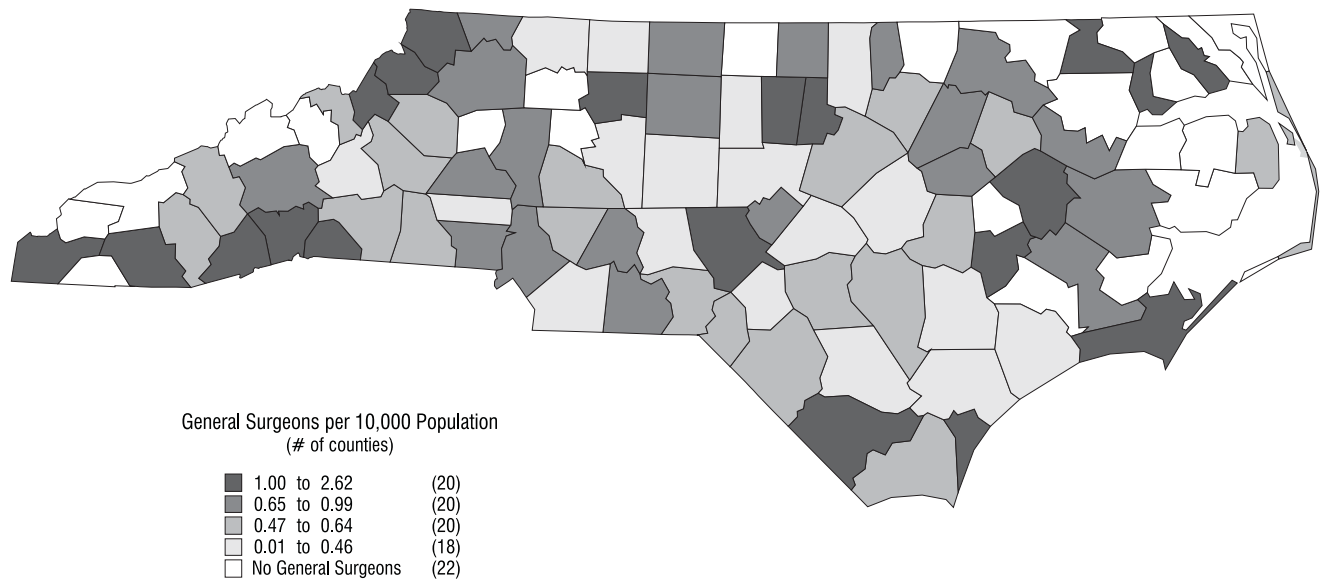 General Surgeons per 10,000 Population
(# of counties)
1.00 to 2.62 (20)
0.65 to 0.99 (20)
0.47 to 0.64 (20)
0.01 to 0.46 (18)
No General Surgeons (22)